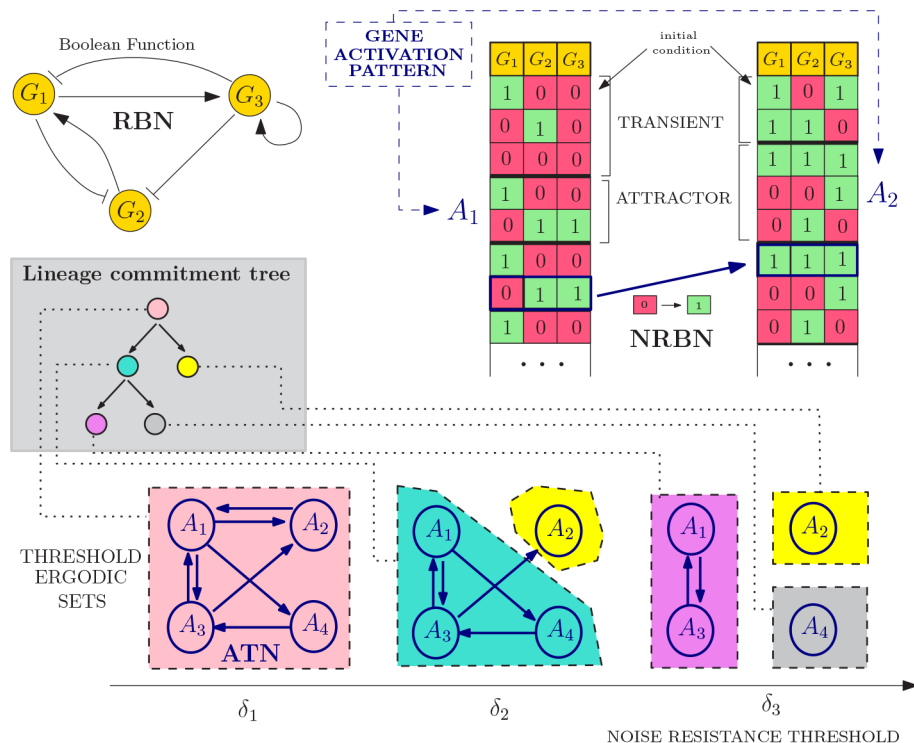 Boolean Function
G1
G3
RBN
G2
GENE
ACTIVATION
PATTERN
A1
initial
condition
G1 G2 G3
1 0 0
0 1 0
0 0 0
1 0 0
0 1 1
1 0 0
0 1 1
1 0 0
...
TRANSIENT
ATTRACTOR
0 → 1
NRBN
G1 G2 G3
1 0 1
1 1 0
1 1 1
0 0 1
0 1 0
1 1 1
0 0 1
0 1 0
...
A2
Lineage commitment tree
THRESHOLD
ERGODIC
SETS
A1 A2
A3 A4
ATN
A1 A2
A3 A4
A1 A2
A3 A4
δ1 δ2 δ3
NOISE RESISTANCE THRESHOLD